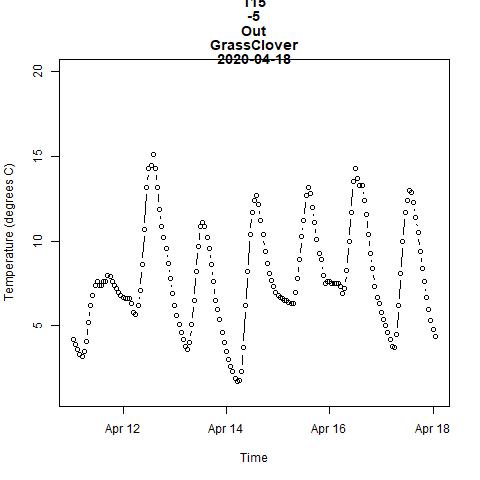 T15
-5
Out
GrassClover
2020-04-18
20
15
10
5
Temperature (degrees C)
Apr 12 Apr 14 Apr 16 Apr 18
Time